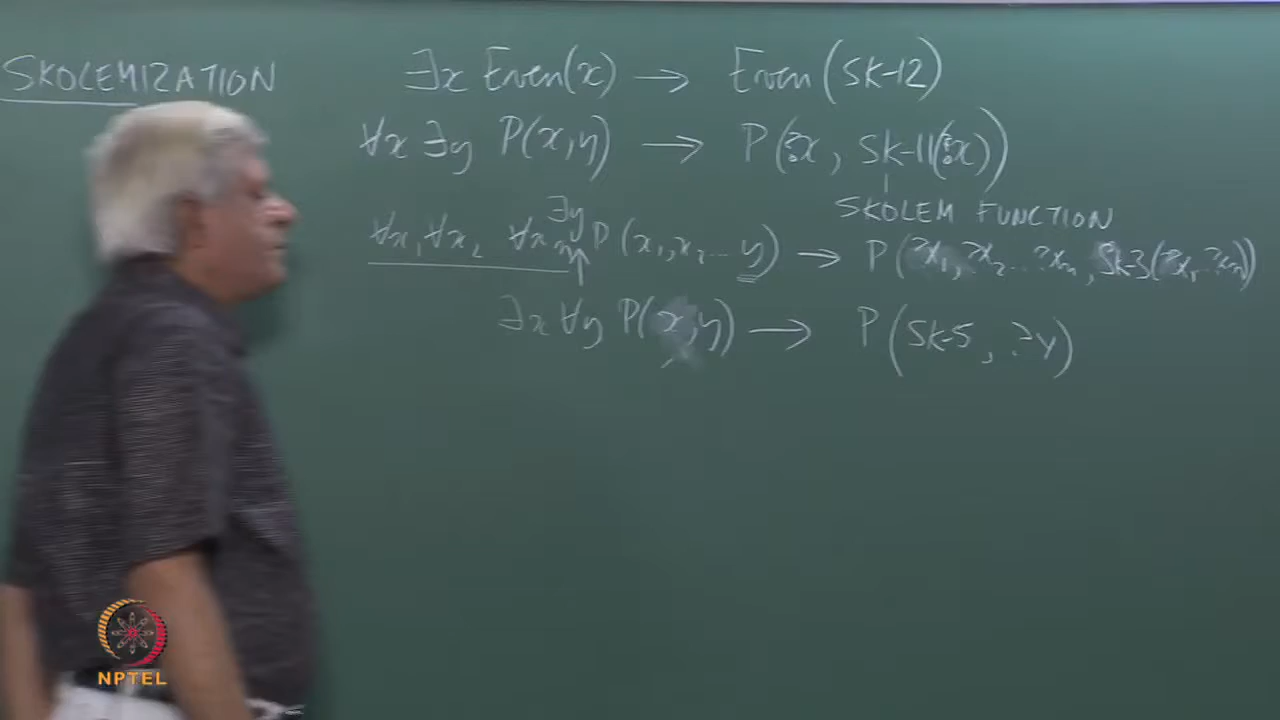 SKOLEMIZATION
∃x Even(x) → Even(SK-12)
∀x ∃y P(x,y) → P(?x, SK-11(?x))
SKOLEM FUNCTION
∃y
∀x₁, ∀x₂ ∀xₙ P(x₁,x₂... y) → P(?x₁, ?x₂...?xₙ, SK-3(?x₁...?xₙ))
∃x ∀y P(x,y) → P(SK-5, ?y)
NPTEL